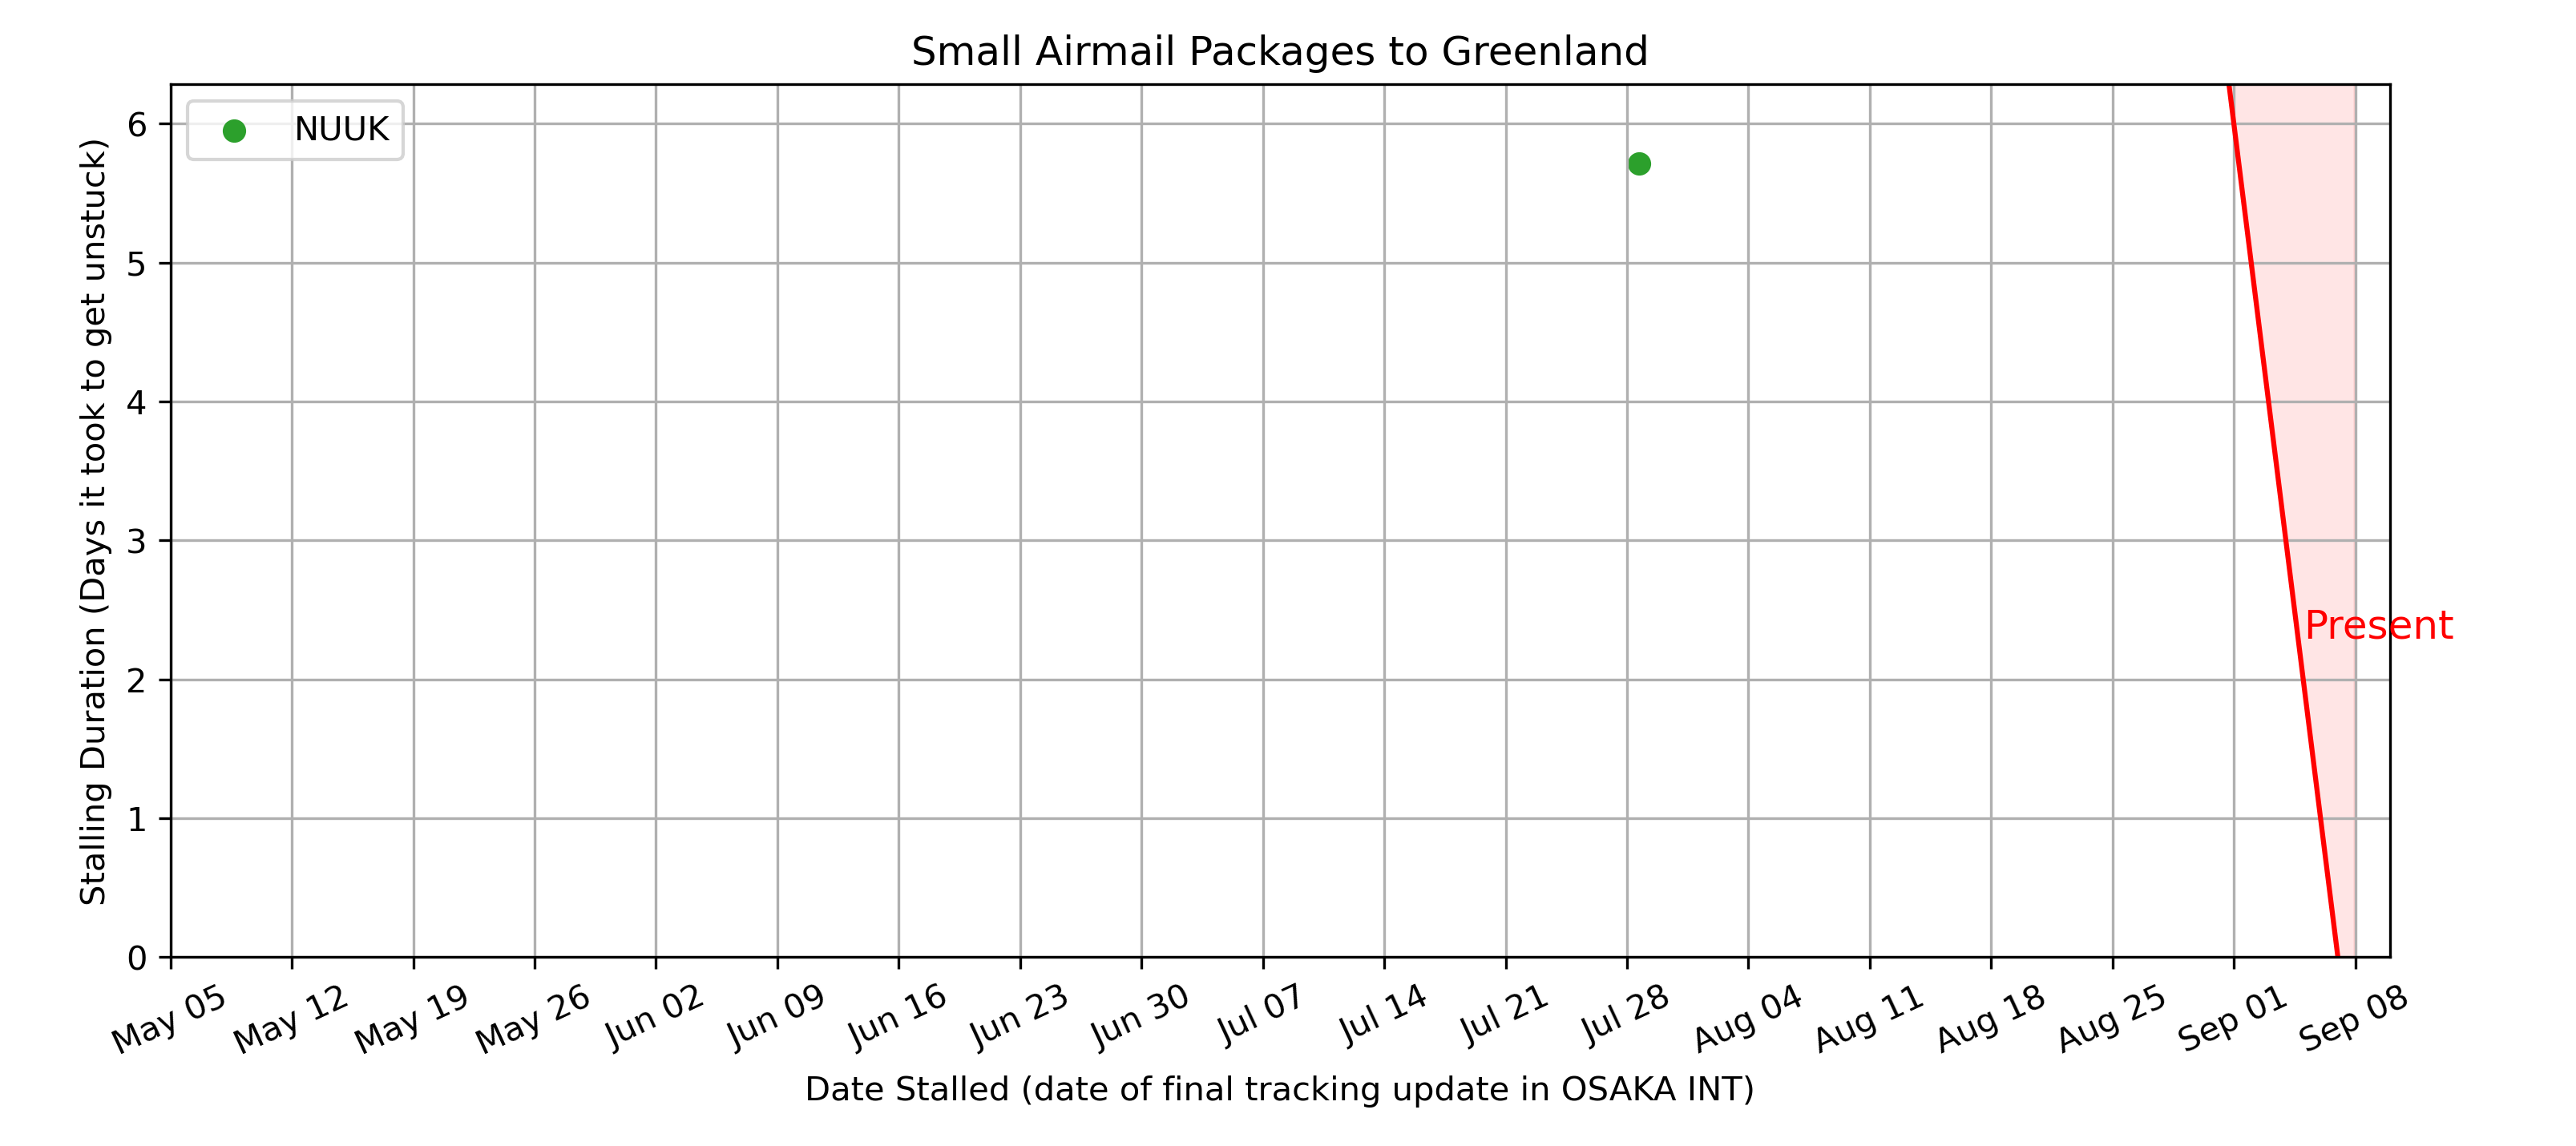 Small Airmail Packages to Greenland
NUUK
Stalling Duration (Days it took to get unstuck)
6
5
4
3
2
1
0
Present
May 05 May 12 May 19 May 26 Jun 02 Jun 09 Jun 16 Jun 23 Jun 30 Jul 07 Jul 14 Jul 21 Jul 28 Aug 04 Aug 11 Aug 18 Aug 25 Sep 01 Sep 08
Date Stalled (date of final tracking update in OSAKA INT)